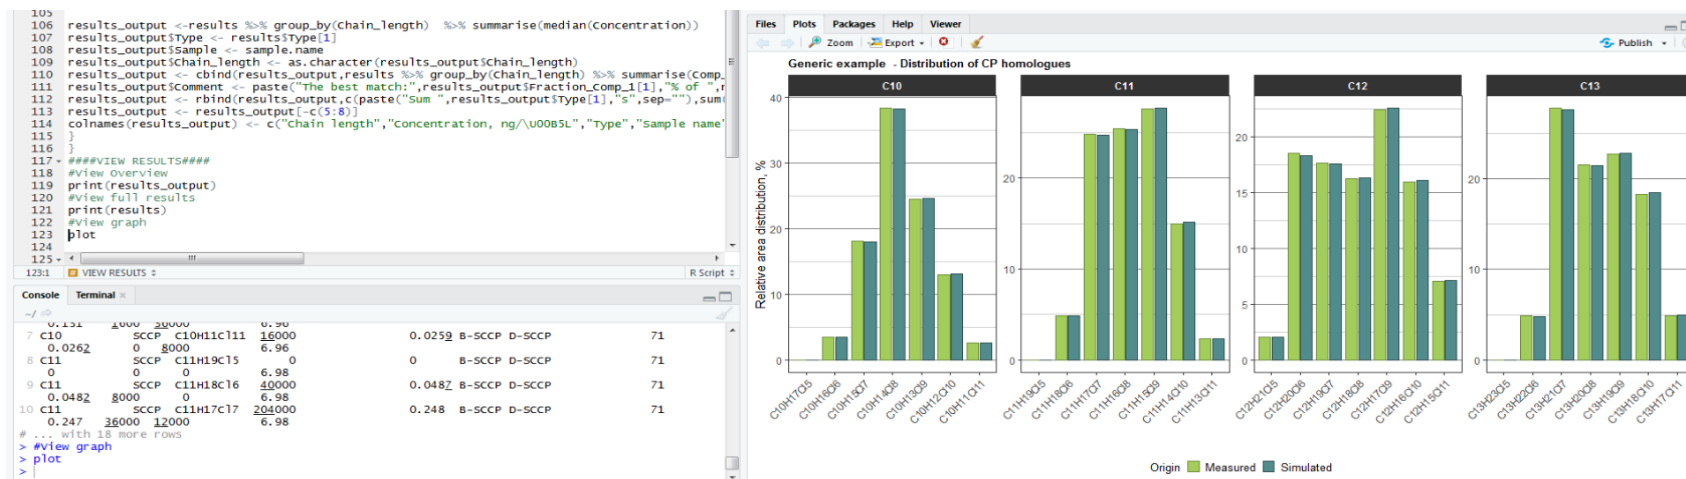 105
106 results_output <-results %>% group_by(Chain_length) %>% summarise(median(Concentration))
107 results_output$Type <- results$Type[1]
108 results_output$Sample <- sample.name
109 results_output$Chain_length <- as.character(results_output$Chain_length)
110 results_output <- cbind(results_output,results %>% group_by(Chain_length) %>% summarise(Comp_
111 results_output$Comment <- paste("The best match:",results_output$Fraction_Comp_1[1],"% of ",r
112 results_output <- rbind(results_output,c(paste("Sum ",results_output$Type[1],"s",sep=""),sum(
113 results_output <- results_output[-c(5:8)]
114 colnames(results_output) <- c("Chain length","Concentration, ng/\U00B5L","Type","Sample name"
115 }
116 }
117 ####VIEW RESULTS####
118 #View Overview
119 print(results_output)
120 #View full results
121 print(results)
122 #View graph
123 plot
124
125
123:1 VIEW RESULTS R Script
Console Terminal
~/
0.131 1600 30000 6.96
7 C10 SCCP C10H11Cl11 16000 0.0259 B-SCCP D-SCCP 71
0.0262 0 8000 6.96
8 C11 SCCP C11H19Cl5 0 0 B-SCCP D-SCCP 71
0 0 0 6.98
9 C11 SCCP C11H18Cl6 40000 0.0487 B-SCCP D-SCCP 71
0.0482 8000 0 6.98
10 C11 SCCP C11H17Cl7 204000 0.248 B-SCCP D-SCCP 71
0.247 36000 12000 6.98
# ... with 18 more rows
> #View graph
> plot
>
Files Plots Packages Help Viewer
Zoom Export Publish
Generic example - Distribution of CP homologues
C10 C11 C12 C13
Relative area distribution, %
40
30
20
10
0
20
10
0
20
15
10
5
0
20
10
0
C10H17Cl5 C10H16Cl6 C10H15Cl7 C10H14Cl8 C10H13Cl9 C10H12Cl10 C10H11Cl11
C11H19Cl5 C11H18Cl6 C11H17Cl7 C11H16Cl8 C11H15Cl9 C11H14Cl10 C11H13Cl11
C12H21Cl5 C12H20Cl6 C12H19Cl7 C12H18Cl8 C12H17Cl9 C12H16Cl10 C12H15Cl11
C13H23Cl5 C13H22Cl6 C13H21Cl7 C13H20Cl8 C13H19Cl9 C13H18Cl10 C13H17Cl11
Origin Measured Simulated